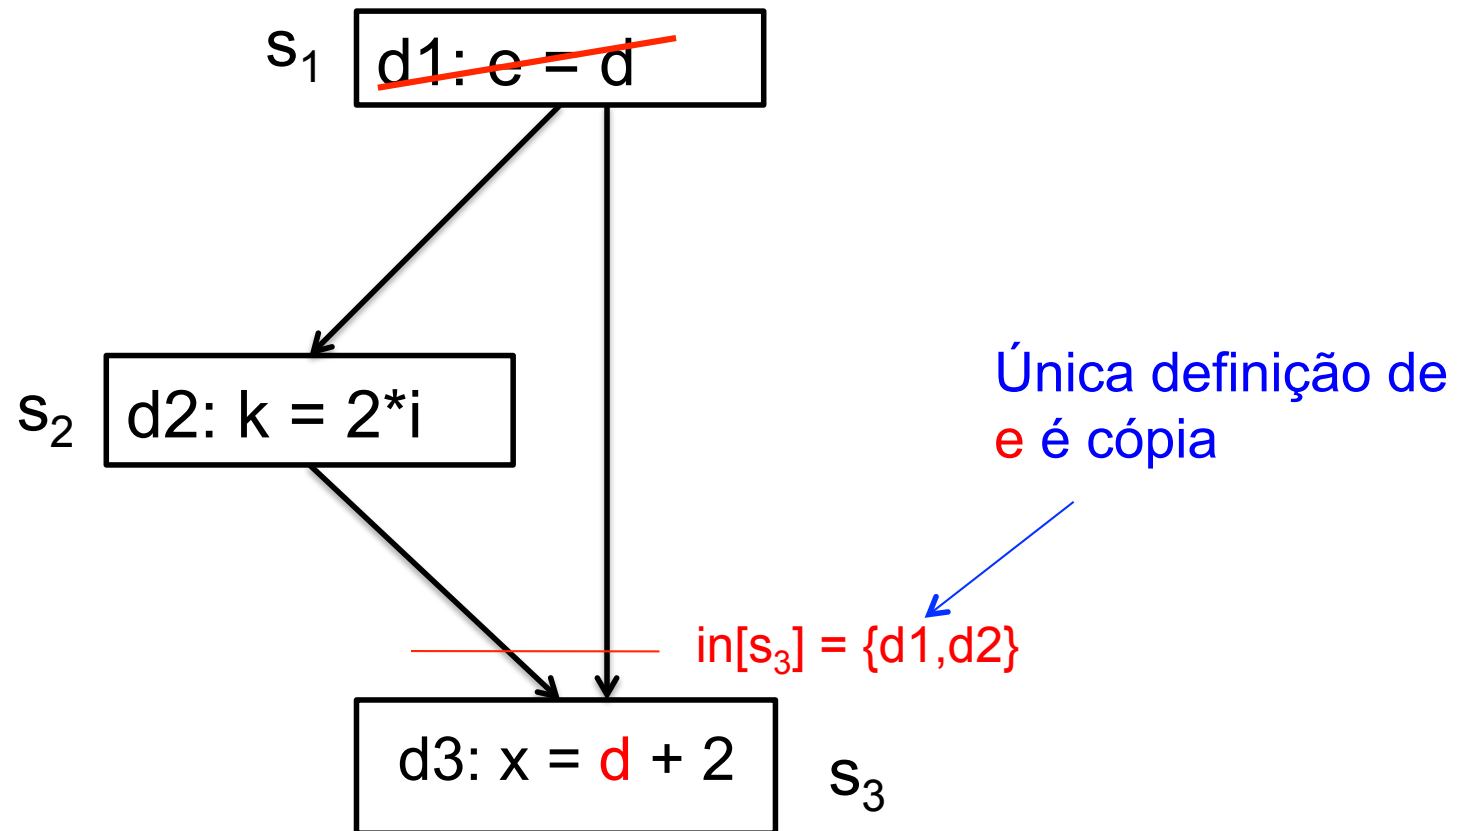 s₁ d1: e = d
s₂ d2: k = 2*i
Única definição de
e é cópia
in[s₃] = {d1,d2}
d3: x = d + 2 s₃